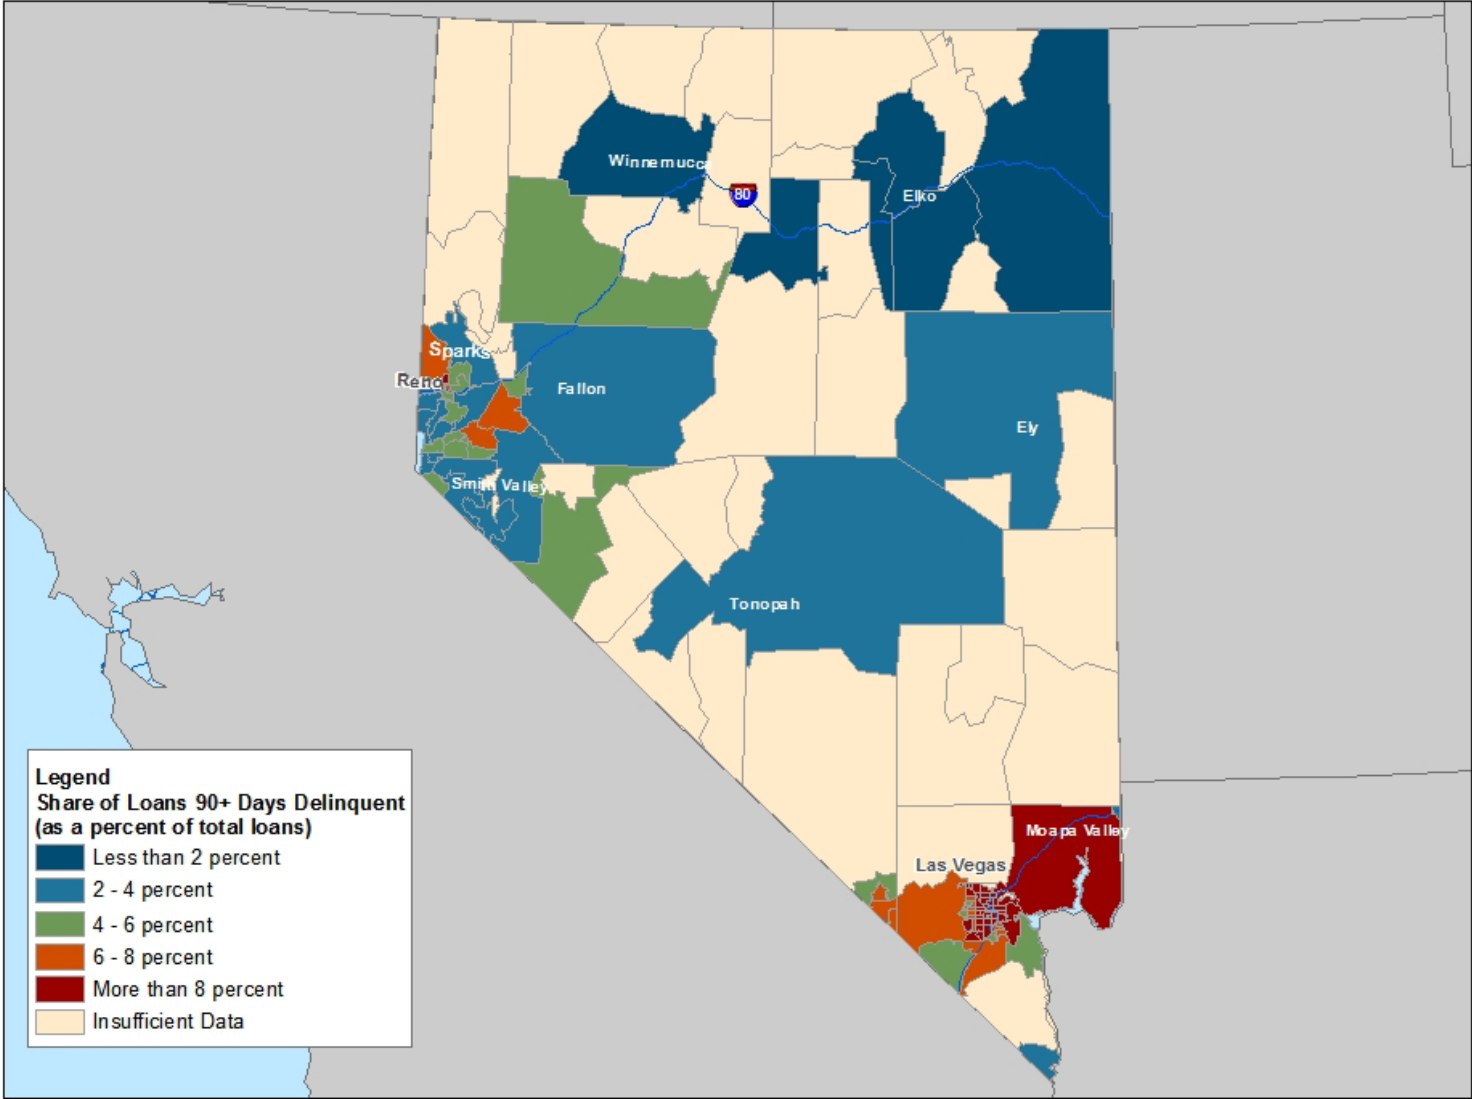 Winnemucc
80
Elko
Sparks
Reno
Fallon
Ely
Smith Valley
Tonopah
Moapa Valley
Las Vegas
Legend
Share of Loans 90+ Days Delinquent
(as a percent of total loans)
Less than 2 percent
2 - 4 percent
4 - 6 percent
6 - 8 percent
More than 8 percent
Insufficient Data